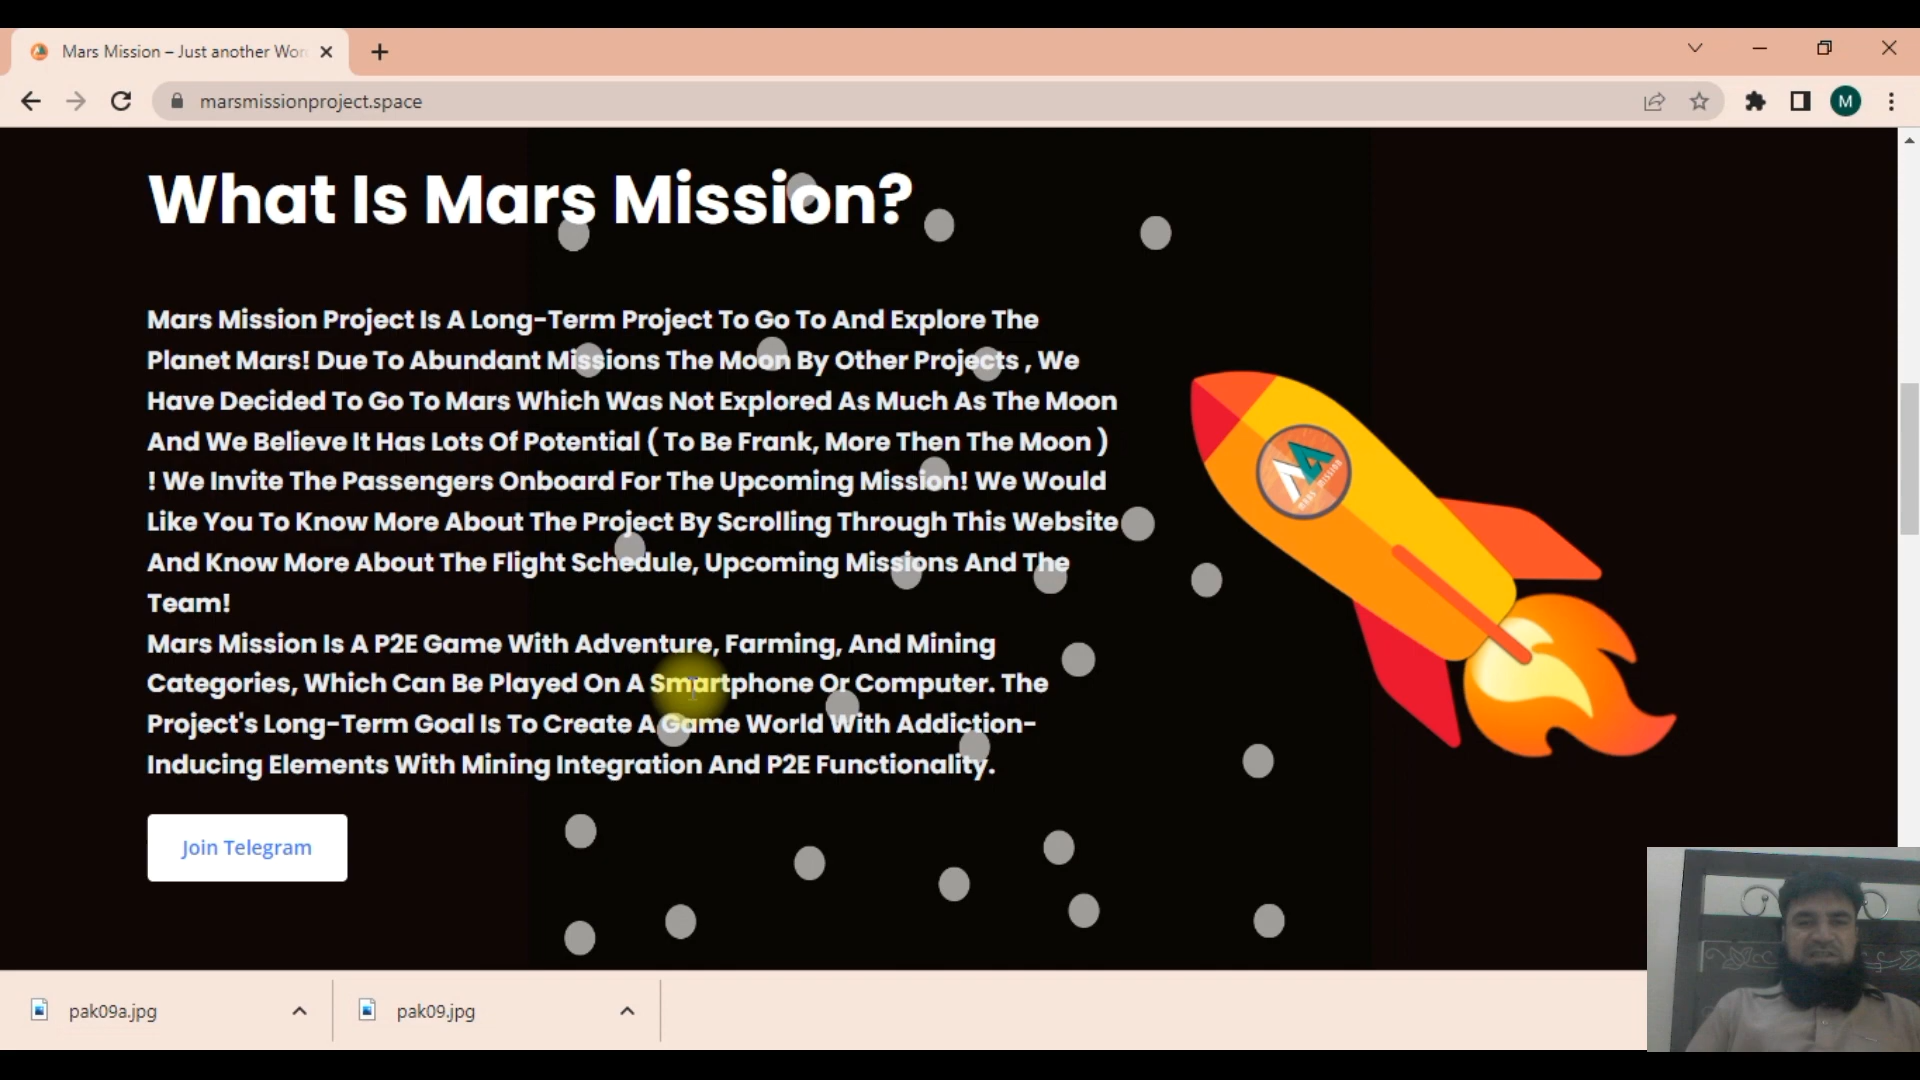 Mars Mission – Just another Wor
marsmissionproject.space
M
What Is Mars Mission?
Mars Mission Project Is A Long-Term Project To Go To And Explore The
Planet Mars! Due To Abundant Missions The Moon By Other Projects , We
Have Decided To Go To Mars Which Was Not Explored As Much As The Moon
And We Believe It Has Lots Of Potential ( To Be Frank, More Then The Moon )
! We Invite The Passengers Onboard For The Upcoming Mission! We Would
Like You To Know More About The Project By Scrolling Through This Website
And Know More About The Flight Schedule, Upcoming Missions And The
Team!
Mars Mission Is A P2E Game With Adventure, Farming, And Mining
Categories, Which Can Be Played On A Smartphone Or Computer. The
Project's Long-Term Goal Is To Create A Game World With Addiction-
Inducing Elements With Mining Integration And P2E Functionality.
mars mission
Join Telegram
pak09a.jpg
pak09.jpg